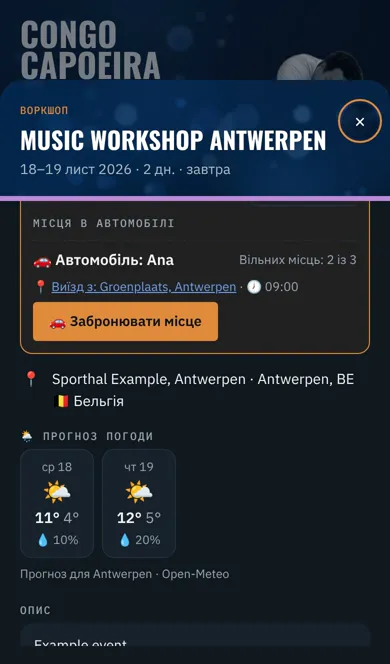 CONGO
CAPOEIRA
ВОРКШОП
MUSIC WORKSHOP ANTWERPEN
18–19 лист 2026 · 2 дн. · завтра
МІСЦЯ В АВТОМОБІЛІ
🚗 Автомобіль: Ana
Вільних місць: 2 із 3
📍 Виїзд з: Groenplaats, Antwerpen · 🕖 09:00
🚗 Забронювати місце
📍 Sporthal Example, Antwerpen · Antwerpen, BE
🇧🇪 Бельгія
🌦️ ПРОГНОЗ ПОГОДИ
ср 18
чт 19
11° 4°
12° 5°
💧 10%
💧 20%
Прогноз для Antwerpen · Open-Meteo
ОПИС
Example event